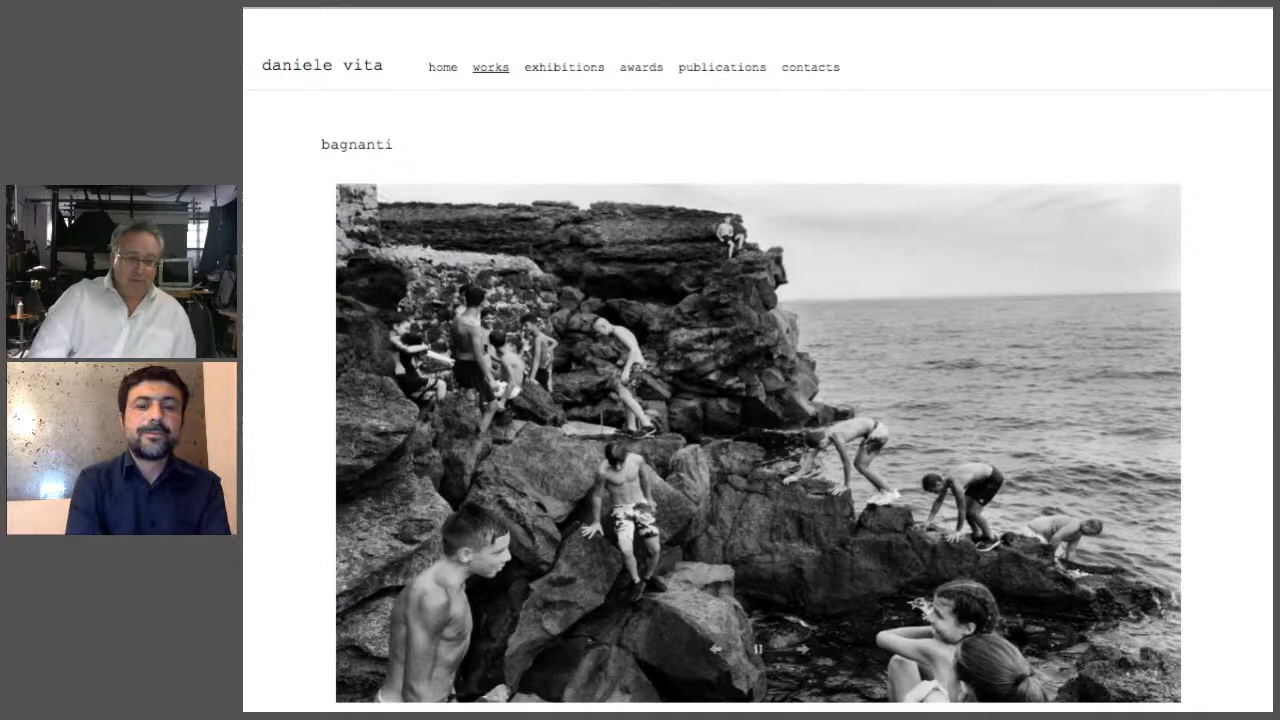 daniele vita
home works exhibitions awards publications contacts
bagnanti